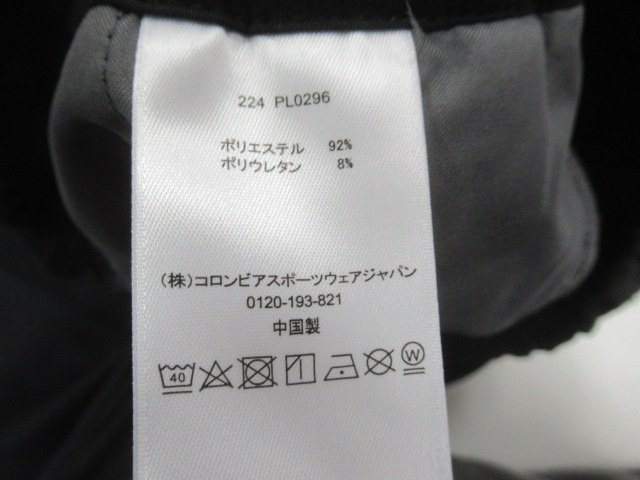 224 PL0296
ポリエステル 92%
ポリウレタン 8%
(株)コロンビアスポーツウェアジャパン
0120-193-821
中国製
40 W